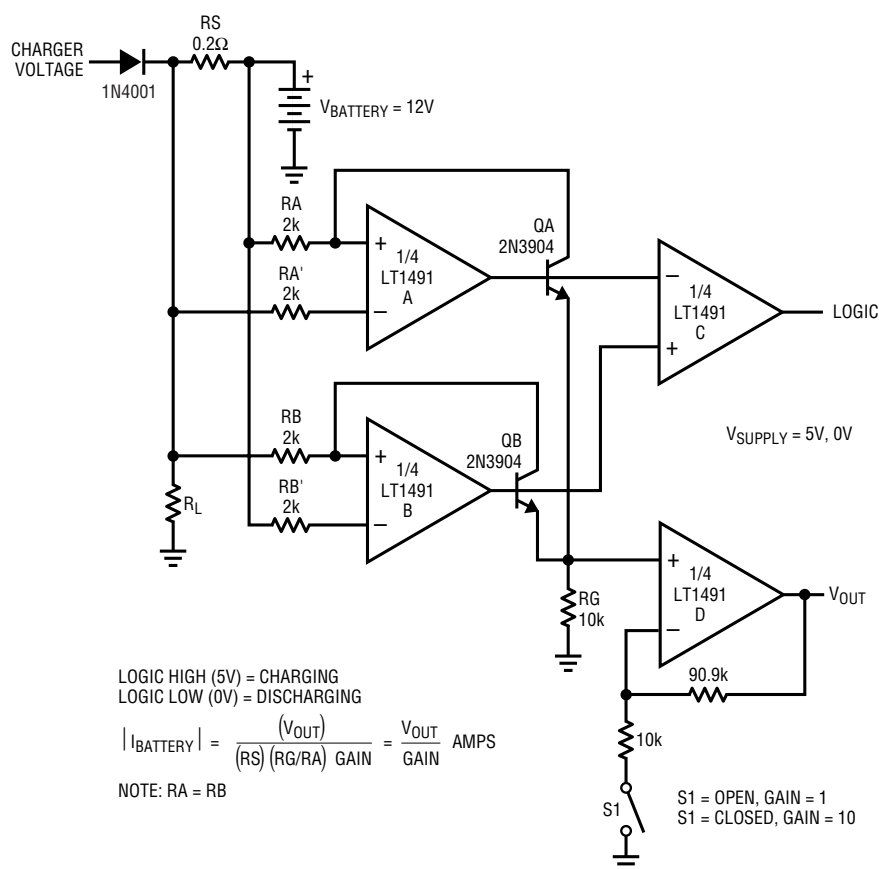 RS
0.2Ω
CHARGER
VOLTAGE
1N4001
+
VBATTERY = 12V
RA
2k
RA'
2k
+
1/4
LT1491
A
–
QA
2N3904
–
1/4
LT1491
C
+
LOGIC
RB
2k
RB'
2k
+
1/4
LT1491
B
–
QB
2N3904
VSUPPLY = 5V, 0V
RL
RG
10k
+
1/4
LT1491
D
–
VOUT
90.9k
10k
S1
S1 = OPEN, GAIN = 1
S1 = CLOSED, GAIN = 10
LOGIC HIGH (5V) = CHARGING
LOGIC LOW (0V) = DISCHARGING
|IBATTERY| = (VOUT) / (RS) (RG/RA) GAIN = VOUT / GAIN AMPS
NOTE: RA = RB